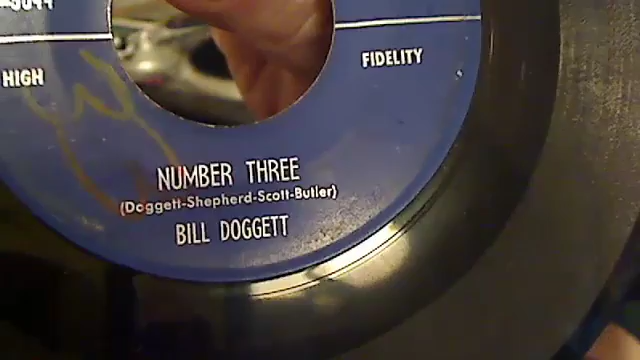 HIGH
FIDELITY
NUMBER THREE
(Doggett-Shepherd-Scott-Butler)
BILL DOGGETT